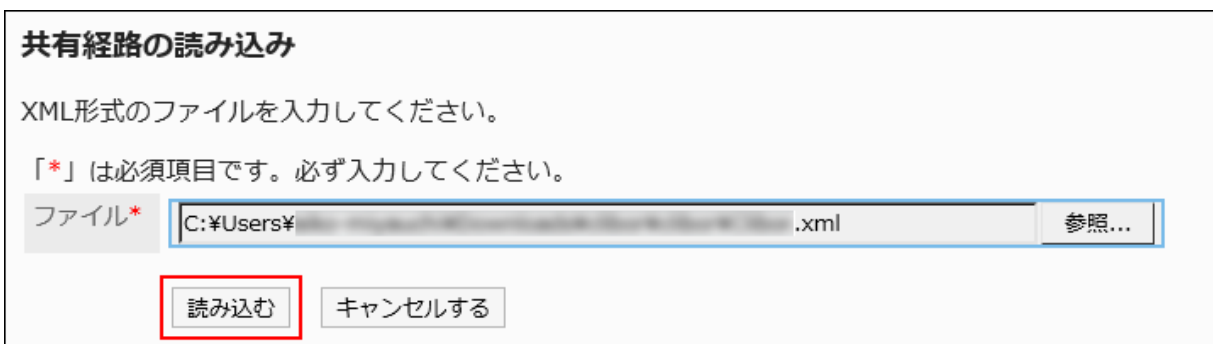 共有経路の読み込み
XML形式のファイルを入力してください。
「*」は必須項目です。必ず入力してください。
ファイル* C:¥Users¥ .xml 参照...
読み込む キャンセルする